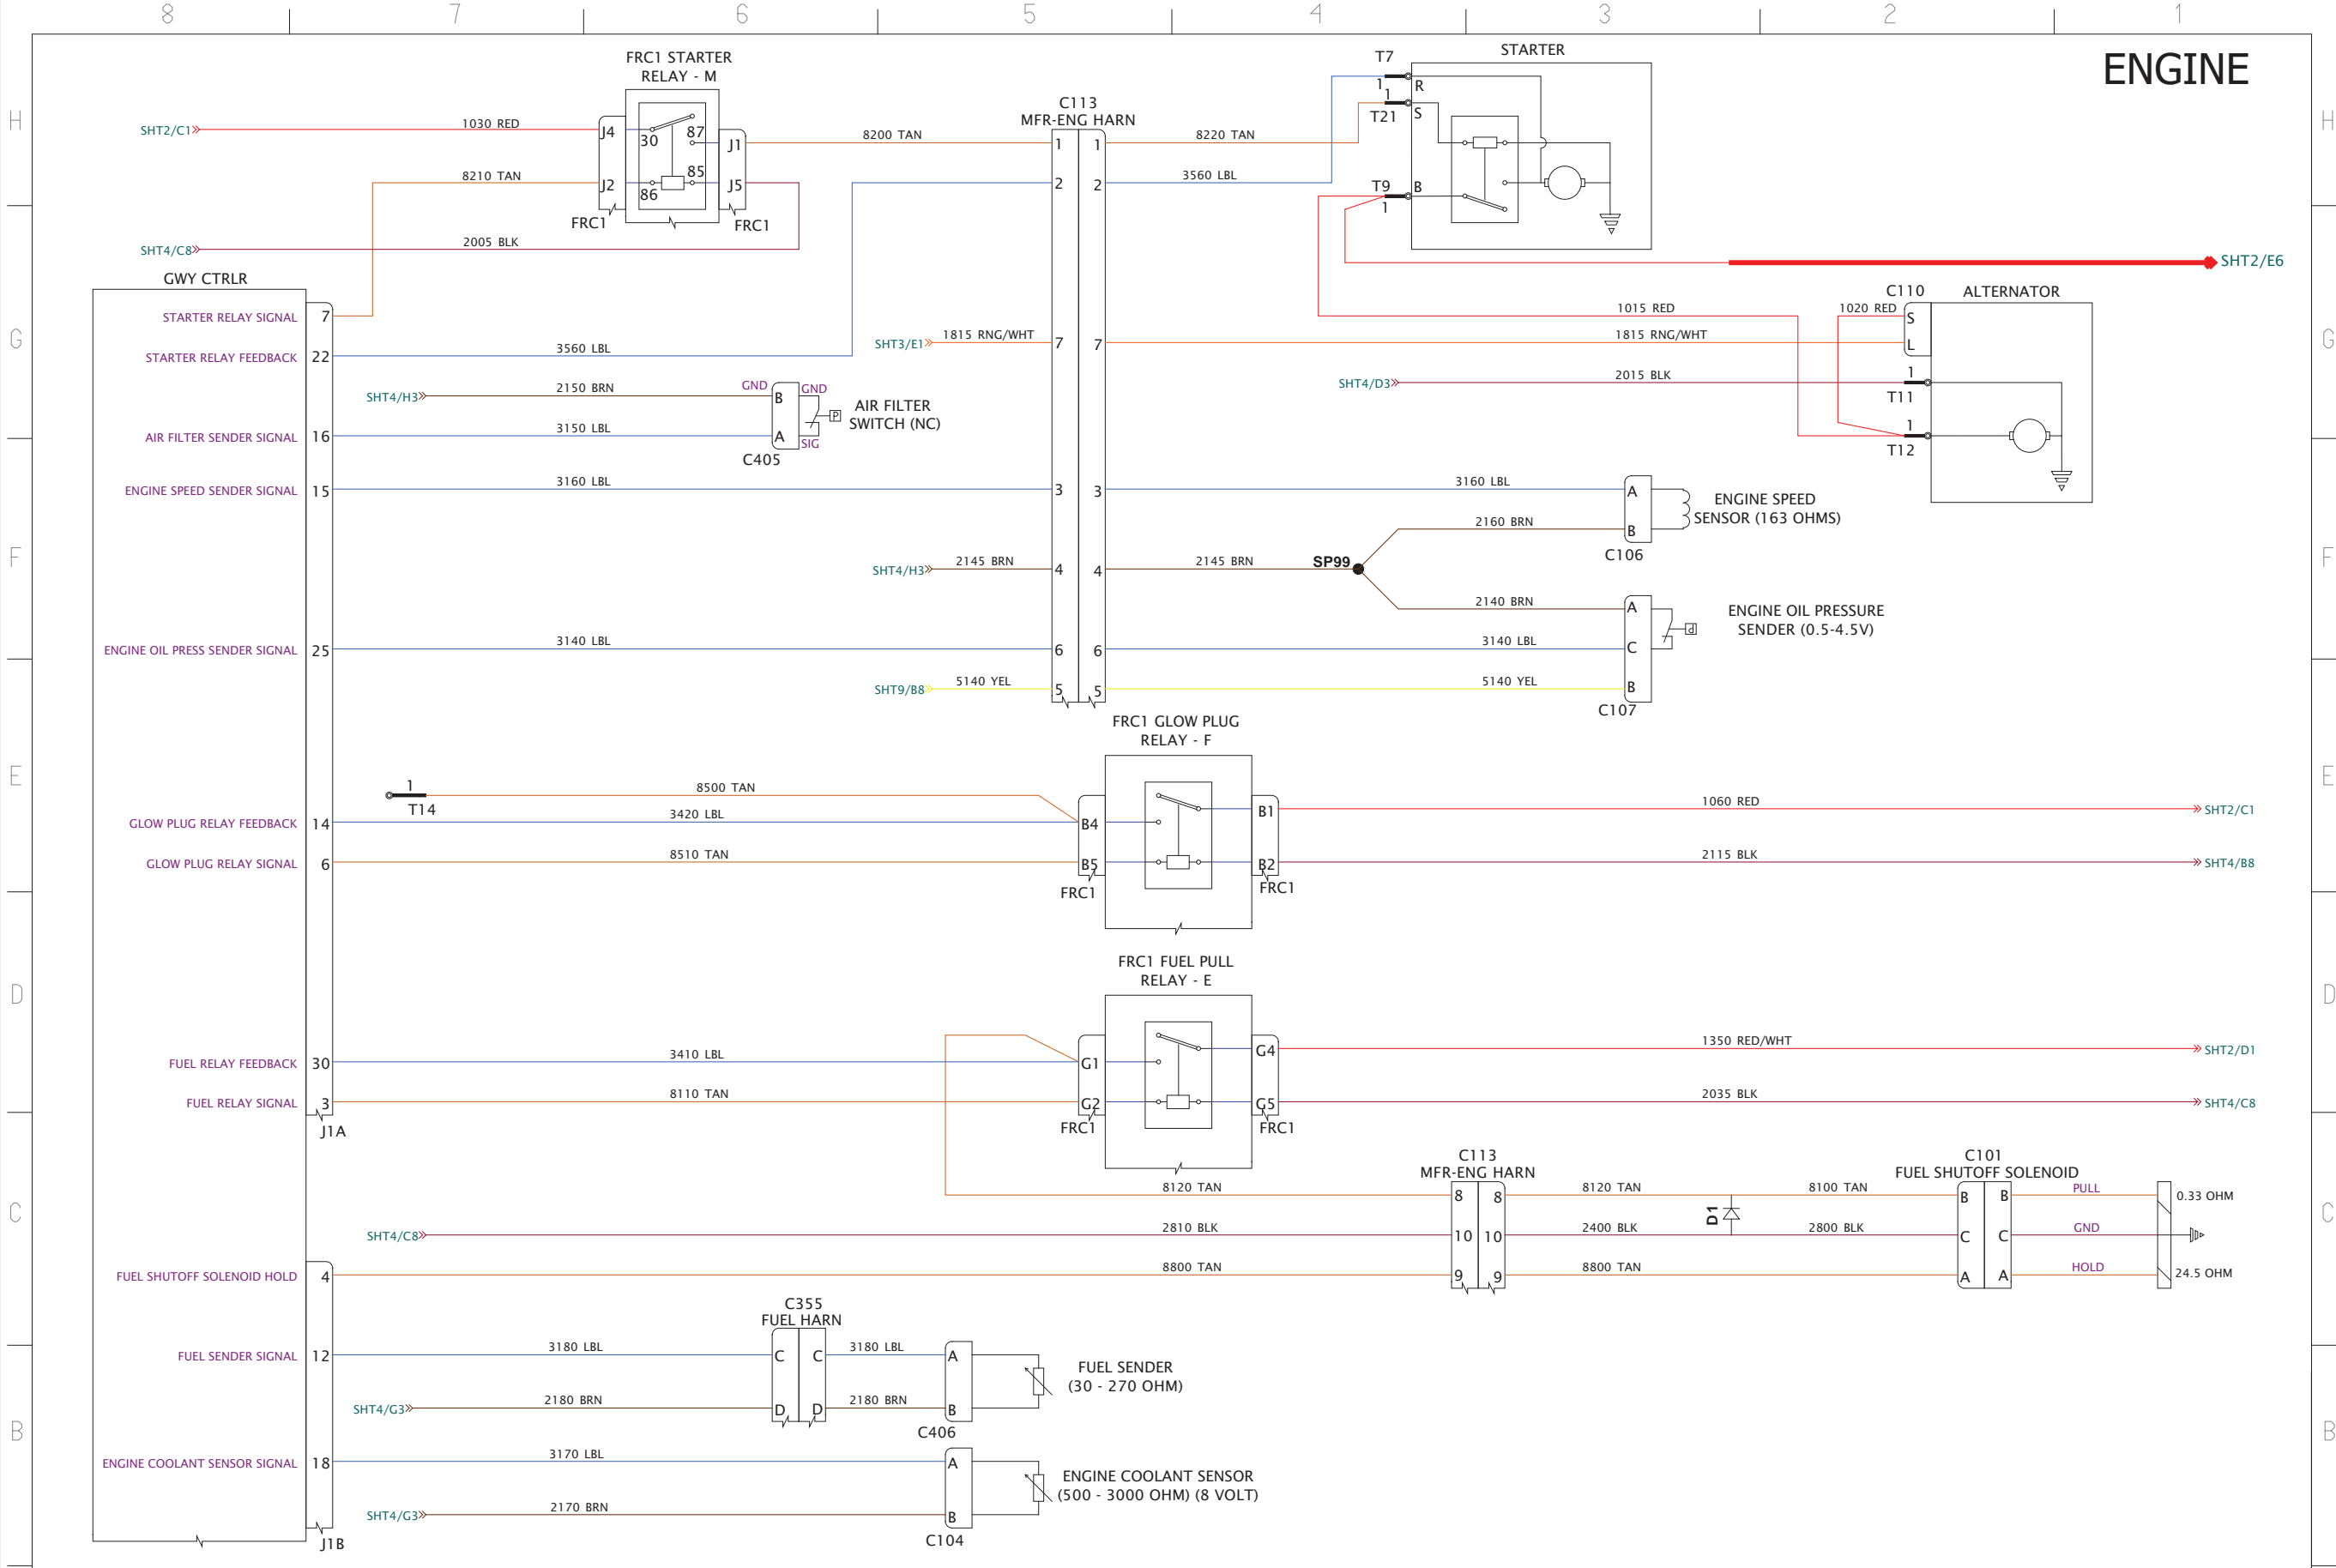 8 7 6 5 4 3 2 1
ENGINE
H H
G G
F F
E E
D D
C C
B B
FRC1 STARTER
RELAY - M
SHT2/C1
1030 RED
J4
30
87
J1
8200 TAN
8210 TAN
J2
86
85
J5
FRC1
FRC1
SHT4/C8
2005 BLK
C113
MFR-ENG HARN
1 1
2 2
7 7
3 3
4 4
6 6
5 5
8220 TAN
3560 LBL
STARTER
T7
1
R
1
T21
S
T9
1
B
SHT2/E6
GWY CTRLR
STARTER RELAY SIGNAL 7
STARTER RELAY FEEDBACK 22
3560 LBL
SHT3/E1
1815 RNG/WHT
1015 RED
1020 RED
1815 RNG/WHT
C110
ALTERNATOR
S
L
SHT4/D3
2015 BLK
1
T11
1
T12
SHT4/H3
2150 BRN
GND
B
GND
P
AIR FILTER
SWITCH (NC)
AIR FILTER SENDER SIGNAL 16
3150 LBL
A
SIG
C405
ENGINE SPEED SENDER SIGNAL 15
3160 LBL
3160 LBL
A
ENGINE SPEED
SENSOR (163 OHMS)
2160 BRN
B
C106
SHT4/H3
2145 BRN
2145 BRN
SP99
2140 BRN
A
ENGINE OIL PRESSURE
SENDER (0.5-4.5V)
P
ENGINE OIL PRESS SENDER SIGNAL 25
3140 LBL
3140 LBL
C
SHT9/B8
5140 YEL
5140 YEL
B
C107
FRC1 GLOW PLUG
RELAY - F
1
T14
8500 TAN
B1
1060 RED
SHT2/C1
GLOW PLUG RELAY FEEDBACK 14
3420 LBL
B4
GLOW PLUG RELAY SIGNAL 6
8510 TAN
B5
B2
2115 BLK
SHT4/B8
FRC1
FRC1
FRC1 FUEL PULL
RELAY - E
FUEL RELAY FEEDBACK 30
3410 LBL
G1
G4
1350 RED/WHT
SHT2/D1
FUEL RELAY SIGNAL 3
8110 TAN
G2
G5
2035 BLK
SHT4/C8
J1A
FRC1
FRC1
C113
MFR-ENG HARN
C101
FUEL SHUTOFF SOLENOID
8120 TAN
8 8
8120 TAN
8100 TAN
B B
PULL
0.33 OHM
D1
SHT4/C8
2810 BLK
10 10
2400 BLK
2800 BLK
C C
GND
FUEL SHUTOFF SOLENOID HOLD 4
8800 TAN
9 9
8800 TAN
A A
HOLD
24.5 OHM
C355
FUEL HARN
FUEL SENDER SIGNAL 12
3180 LBL
C C
3180 LBL
A
FUEL SENDER
(30 - 270 OHM)
SHT4/G3
2180 BRN
D D
2180 BRN
B
C406
ENGINE COOLANT SENSOR SIGNAL 18
3170 LBL
A
ENGINE COOLANT SENSOR
(500 - 3000 OHM) (8 VOLT)
SHT4/G3
2170 BRN
B
C104
J1B